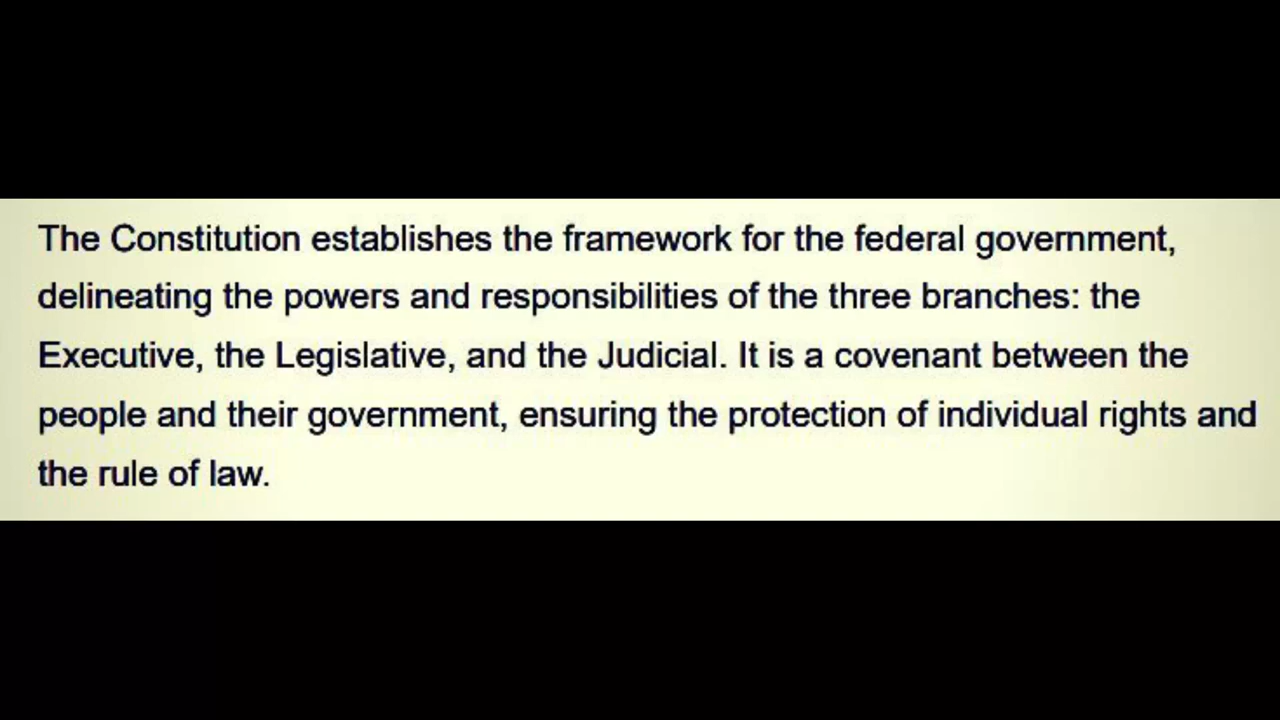 The Constitution establishes the framework for the federal government,
delineating the powers and responsibilities of the three branches: the
Executive, the Legislative, and the Judicial. It is a covenant between the
people and their government, ensuring the protection of individual rights and
the rule of law.